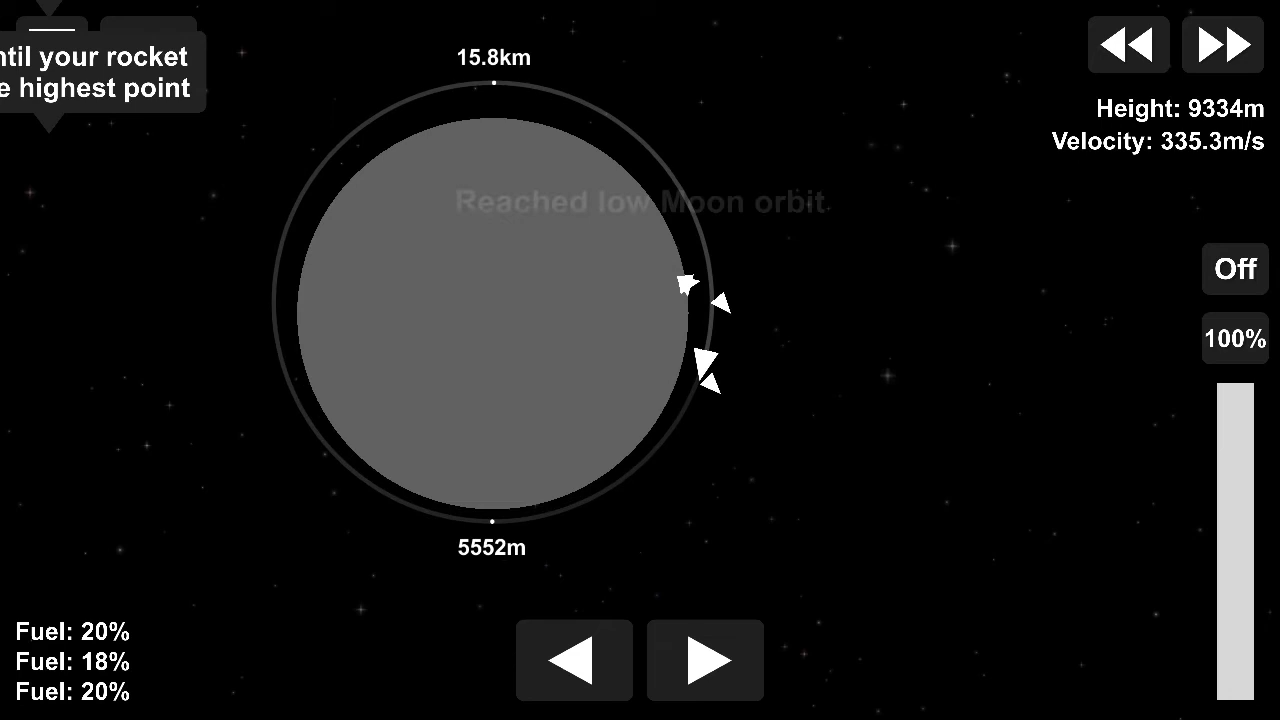 ntil your rocket
e highest point
15.8km
Height: 9334m
Velocity: 335.3m/s
Reached low Moon orbit
Off
100%
5552m
Fuel: 20%
Fuel: 18%
Fuel: 20%